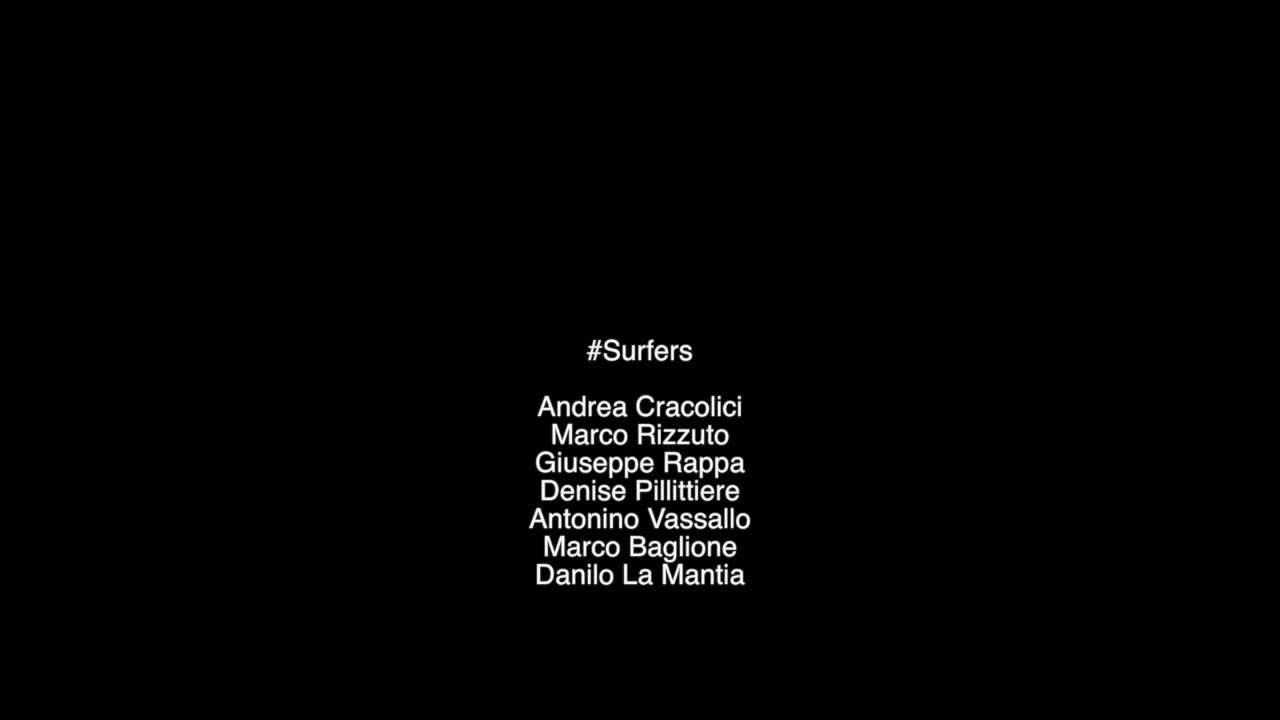 #Surfers
Andrea Cracolici
Marco Rizzuto
Giuseppe Rappa
Denise Pillittiere
Antonino Vassallo
Marco Baglione
Danilo La Mantia